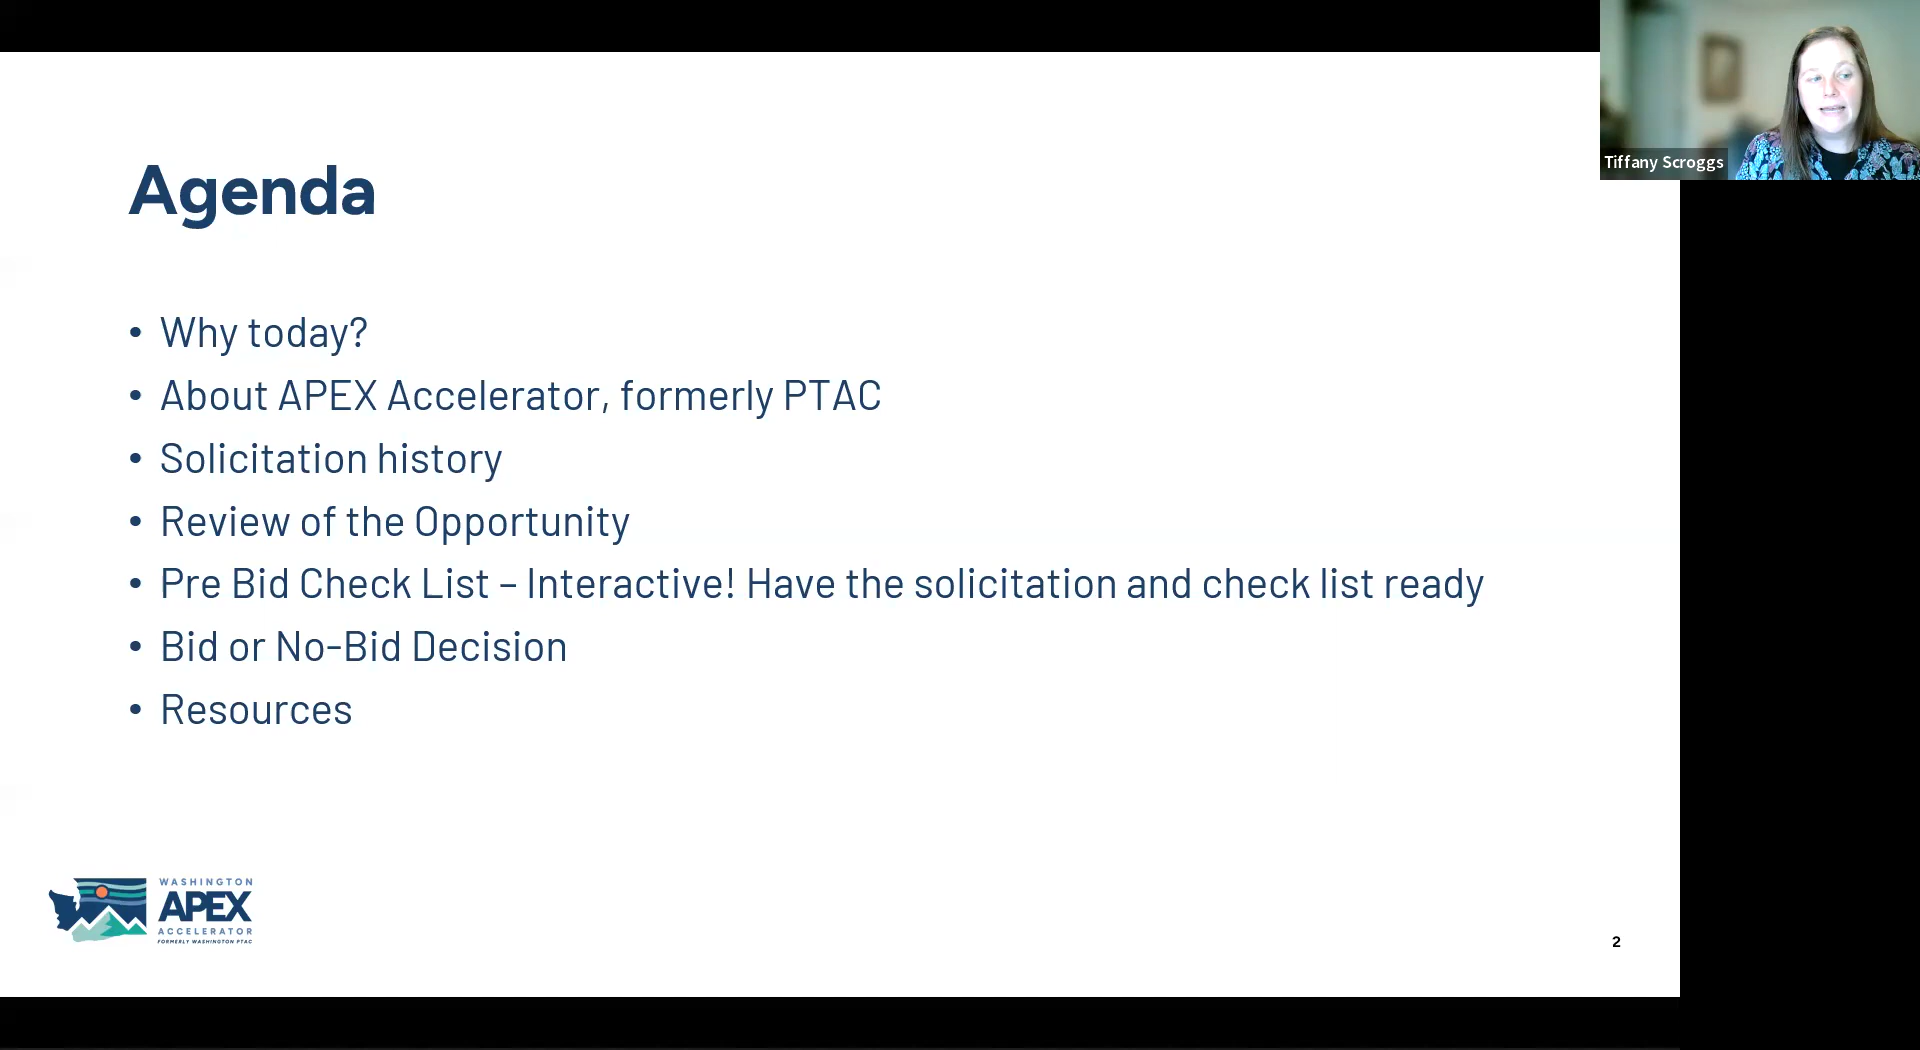 Tiffany Scroggs
Agenda
• Why today?
• About APEX Accelerator, formerly PTAC
• Solicitation history
• Review of the Opportunity
• Pre Bid Check List – Interactive! Have the solicitation and check list ready
• Bid or No-Bid Decision
• Resources
WASHINGTON
APEX
ACCELERATOR
FORMERLY WASHINGTON PTAC
2